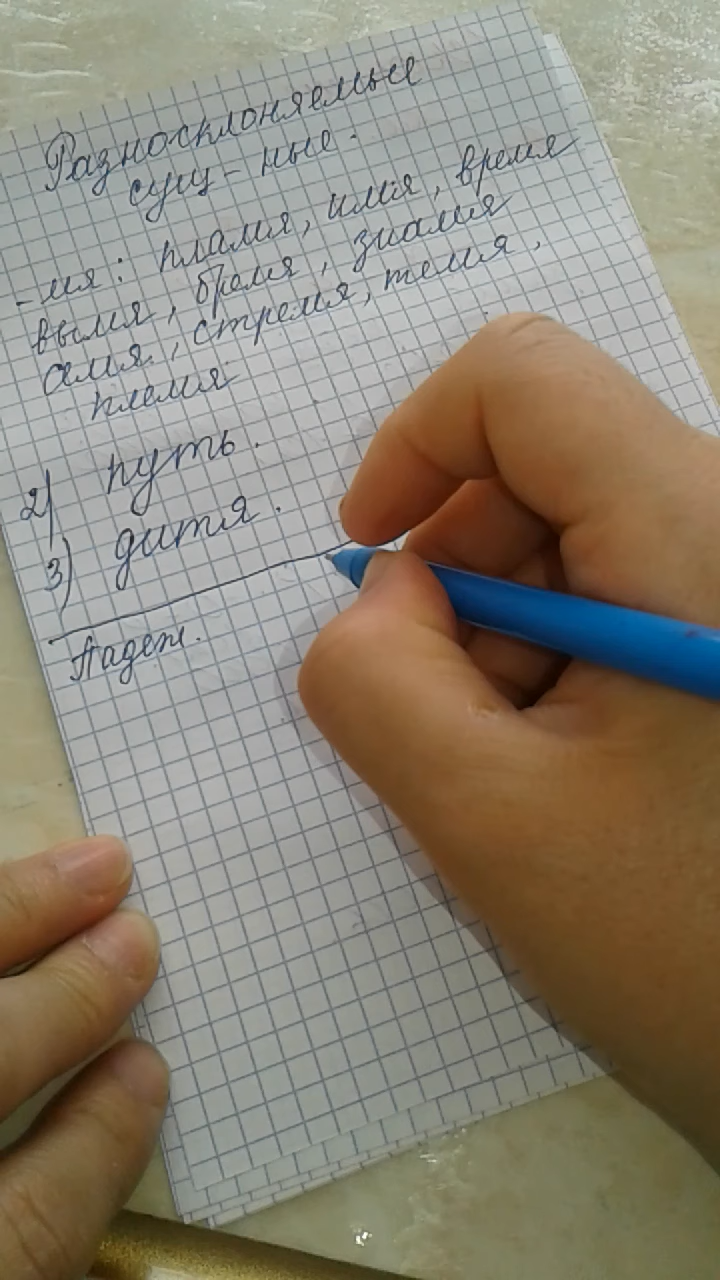 Разносклоняемые
сущ-ные.
-мя: пламя, имя, время
вымя, бремя, знамя
семя, стремя, темя,
племя
2) путь.
3) дитя.
Падеж.